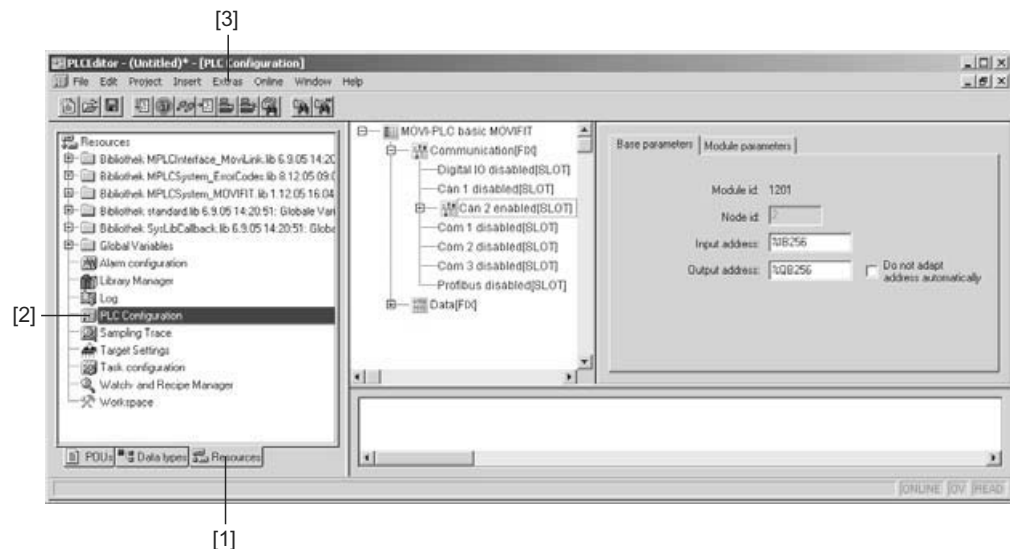 [3]
PLCEditor - (Untitled)* - [PLC Configuration]
File Edit Project Insert Extras Online Window Help
Resources
Bibliothek MPLCInterface_MoviLink.lib 6.9.05 14:20
Bibliothek MPLCSystem_ErrorCodes.lib 8.12.05 09:0
Bibliothek MPLCSystem_MOVIFIT.lib 1.12.05 16:04
Bibliothek standard.lib 6.9.05 14:20:51: Globale Vari
Bibliothek SysLibCallback.lib 6.9.05 14:20:51: Globa
Global Variables
Alarm configuration
Library Manager
Log
[2]
PLC Configuration
Sampling Trace
Target Settings
Task configuration
Watch- and Recipe Manager
Workspace
POUs Data types Resources
[1]
MOVI-PLC basic MOVIFIT
Communication[FIX]
Digital IO disabled[SLOT]
Can 1 disabled[SLOT]
Can 2 enabled[SLOT]
Com 1 disabled[SLOT]
Com 2 disabled[SLOT]
Com 3 disabled[SLOT]
Profibus disabled[SLOT]
Data[FIX]
Base parameters Module parameters
Module id: 1201
Node id: 2
Input address: %IB256
Output address: %QB256
Do not adapt
address automatically
ONLINE OV READ